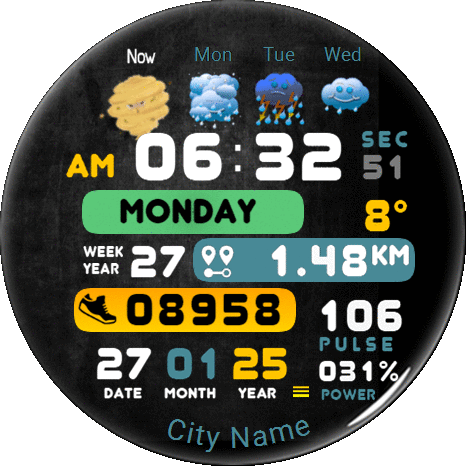 Now Mon Tue Wed
AM 06:32 SEC 51
MONDAY 8°
WEEK YEAR 27 1.48KM
08958 106
PULSE
27 01 25 031%
DATE MONTH YEAR POWER
City Name